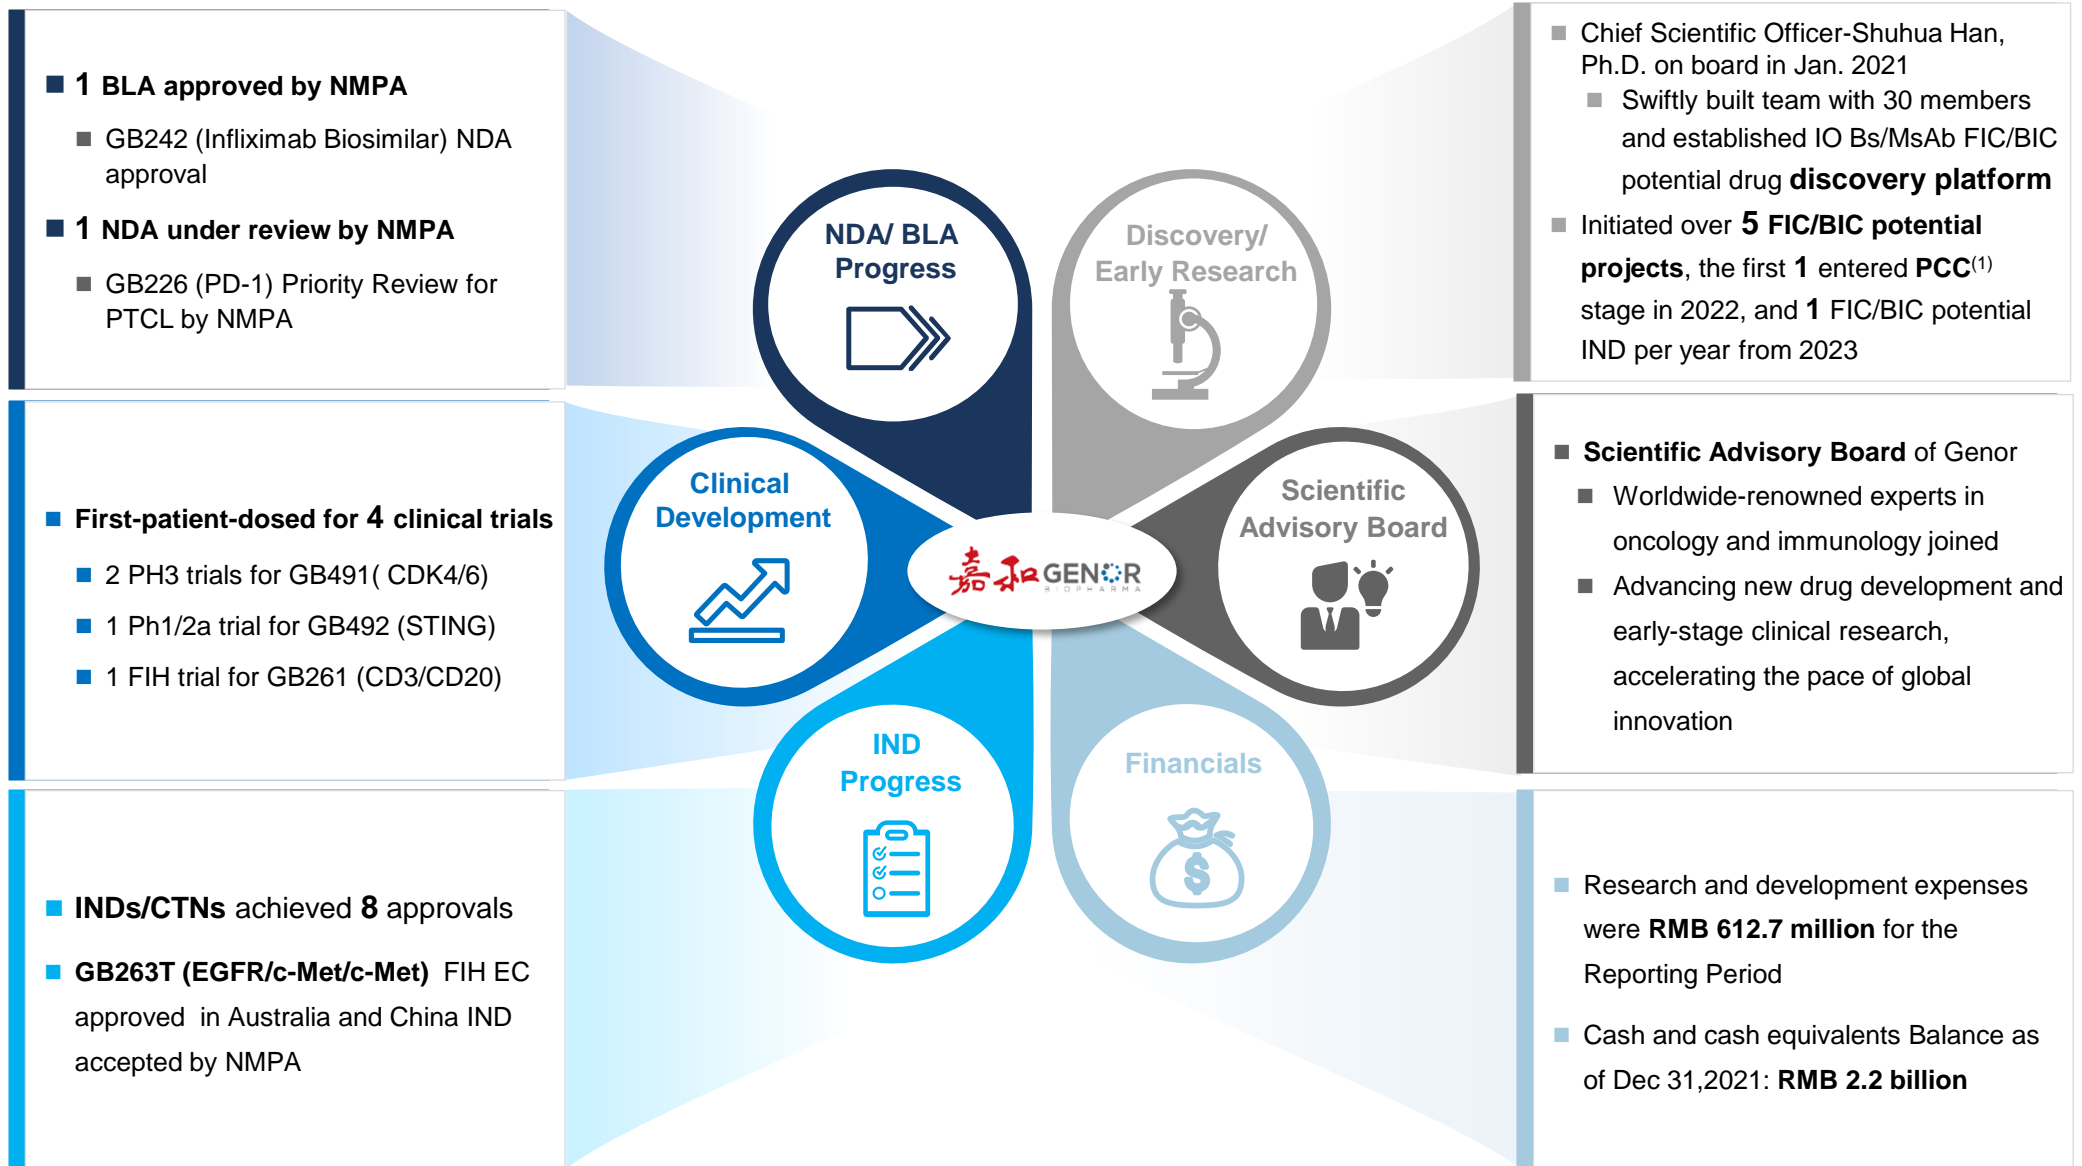 1 BLA approved by NMPA
GB242 (Infliximab Biosimilar) NDA
approval
1 NDA under review by NMPA
GB226 (PD-1) Priority Review for
PTCL by NMPA
First-patient-dosed for 4 clinical trials
2 PH3 trials for GB491( CDK4/6)
1 Ph1/2a trial for GB492 (STING)
1 FIH trial for GB261 (CD3/CD20)
INDs/CTNs achieved 8 approvals
GB263T (EGFR/c-Met/c-Met) FIH EC
approved in Australia and China IND
accepted by NMPA
NDA/ BLA
Progress
Discovery/
Early Research
Clinical
Development
Scientific
Advisory Board
嘉和 GENOR
BIOPHARMA
IND
Progress
Financials
$
Chief Scientific Officer-Shuhua Han,
Ph.D. on board in Jan. 2021
Swiftly built team with 30 members
and established IO Bs/MsAb FIC/BIC
potential drug discovery platform
Initiated over 5 FIC/BIC potential
projects, the first 1 entered PCC(1)
stage in 2022, and 1 FIC/BIC potential
IND per year from 2023
Scientific Advisory Board of Genor
Worldwide-renowned experts in
oncology and immunology joined
Advancing new drug development and
early-stage clinical research,
accelerating the pace of global
innovation
Research and development expenses
were RMB 612.7 million for the
Reporting Period
Cash and cash equivalents Balance as
of Dec 31,2021: RMB 2.2 billion